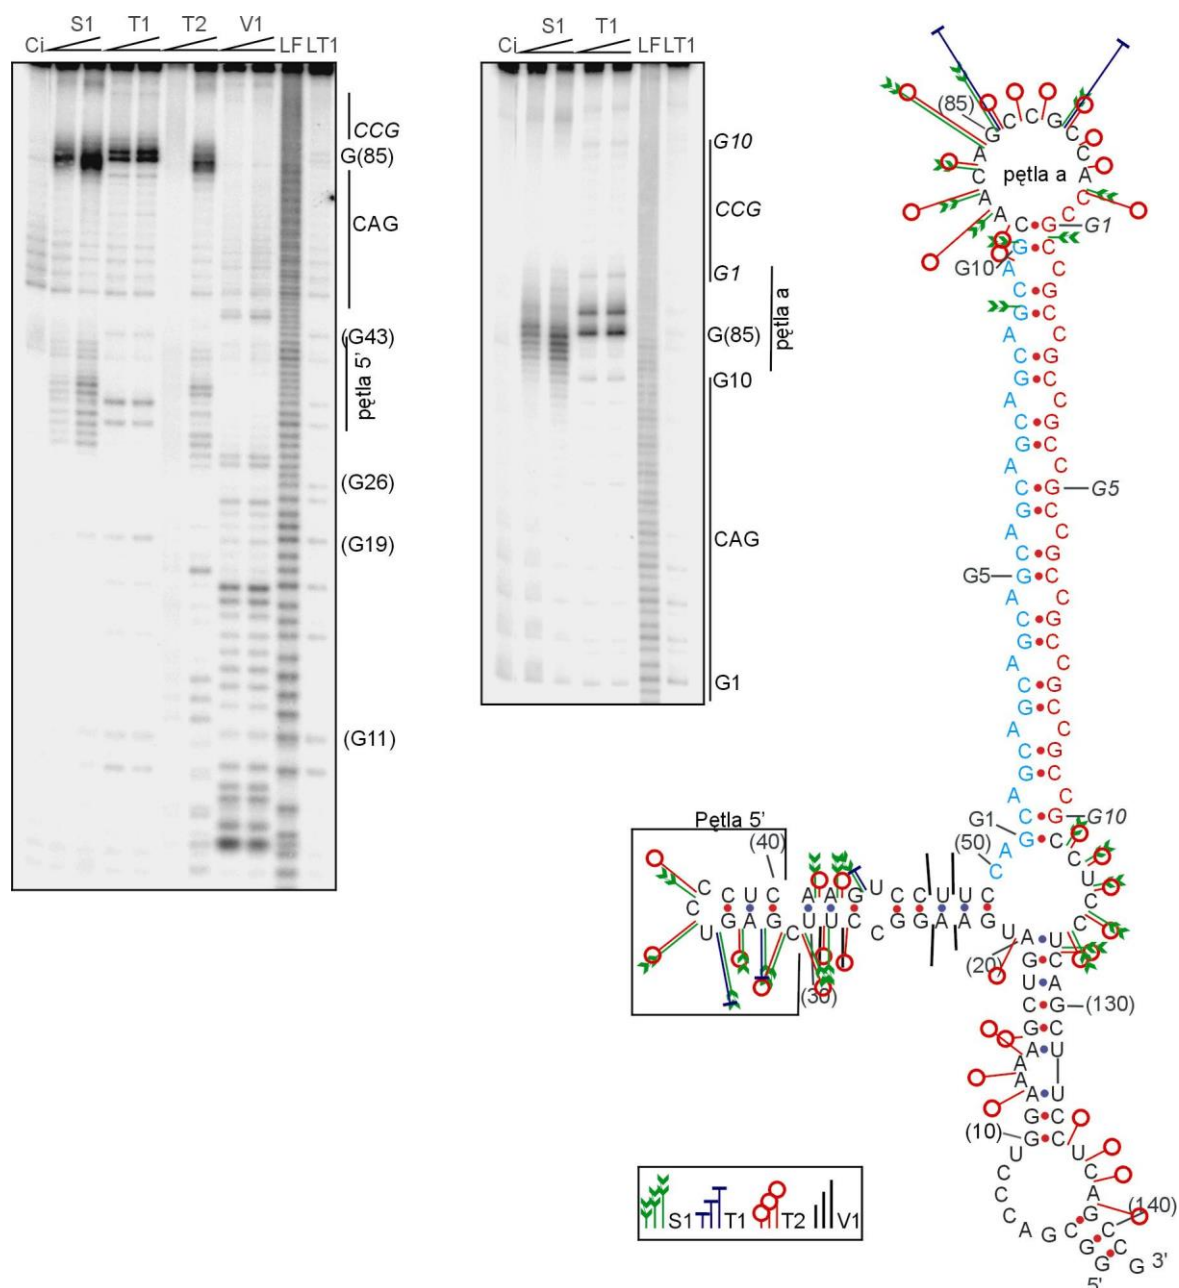 S1 T1 T2 V1
Ci LF LT1
CCG
G(85)
CAG
(G43)
pętla 5'
(G26)
(G19)
(G11)
S1 T1
Ci LF LT1
G10
CCG
G1
pętla a
G(85)
G10
CAG
G1
(85)
pętla a
G1
G10
G5
G5
G1
G10
(50)
Pętla 5'
(40)
(30)
(20)
(130)
(10)
(140)
3'
5'
S1 T1 T2 V1